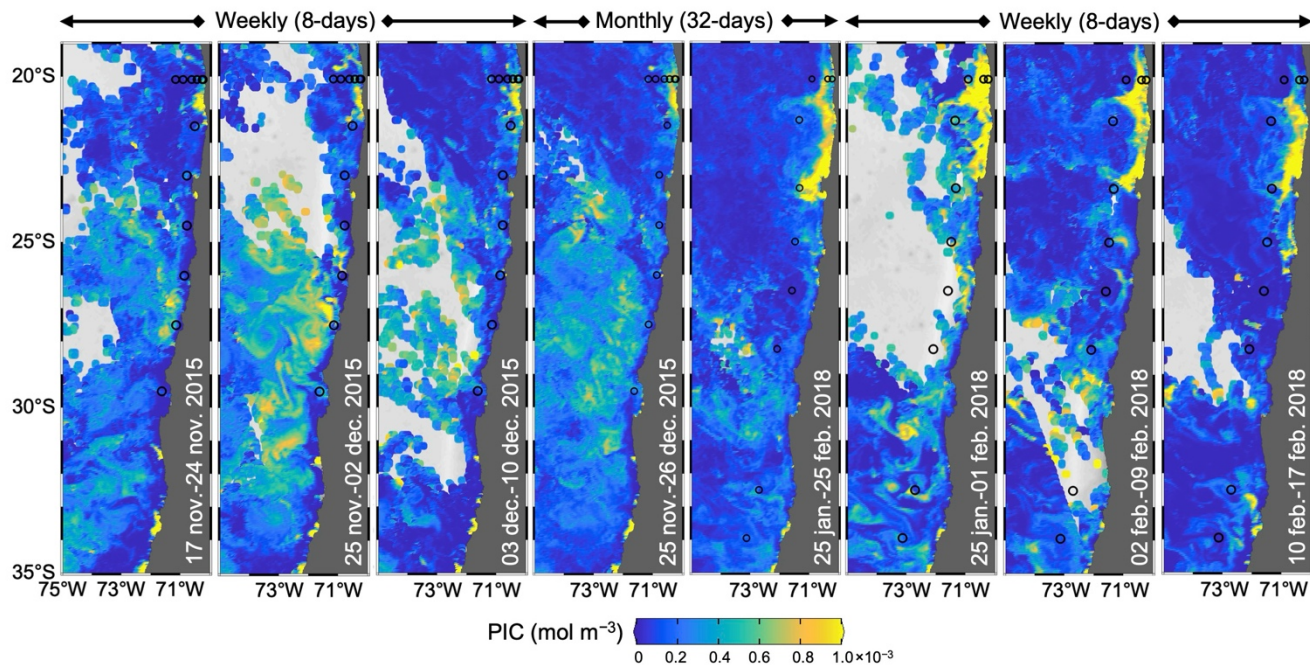 Weekly (8-days) Monthly (32-days) Weekly (8-days)
20°S
25°S
30°S
35°S
17 nov.-24 nov. 2015
25 nov.-02 dec. 2015
03 dec.-10 dec. 2015
25 nov.-26 dec. 2015
25 jan.-25 feb. 2018
25 jan.-01 feb. 2018
02 feb.-09 feb. 2018
10 feb.-17 feb. 2018
75°W 73°W 71°W 73°W 71°W 73°W 71°W 73°W 71°W 73°W 71°W 73°W 71°W 73°W 71°W 73°W 71°W
PIC (mol m⁻³)
0 0.2 0.4 0.6 0.8 1.0×10⁻³